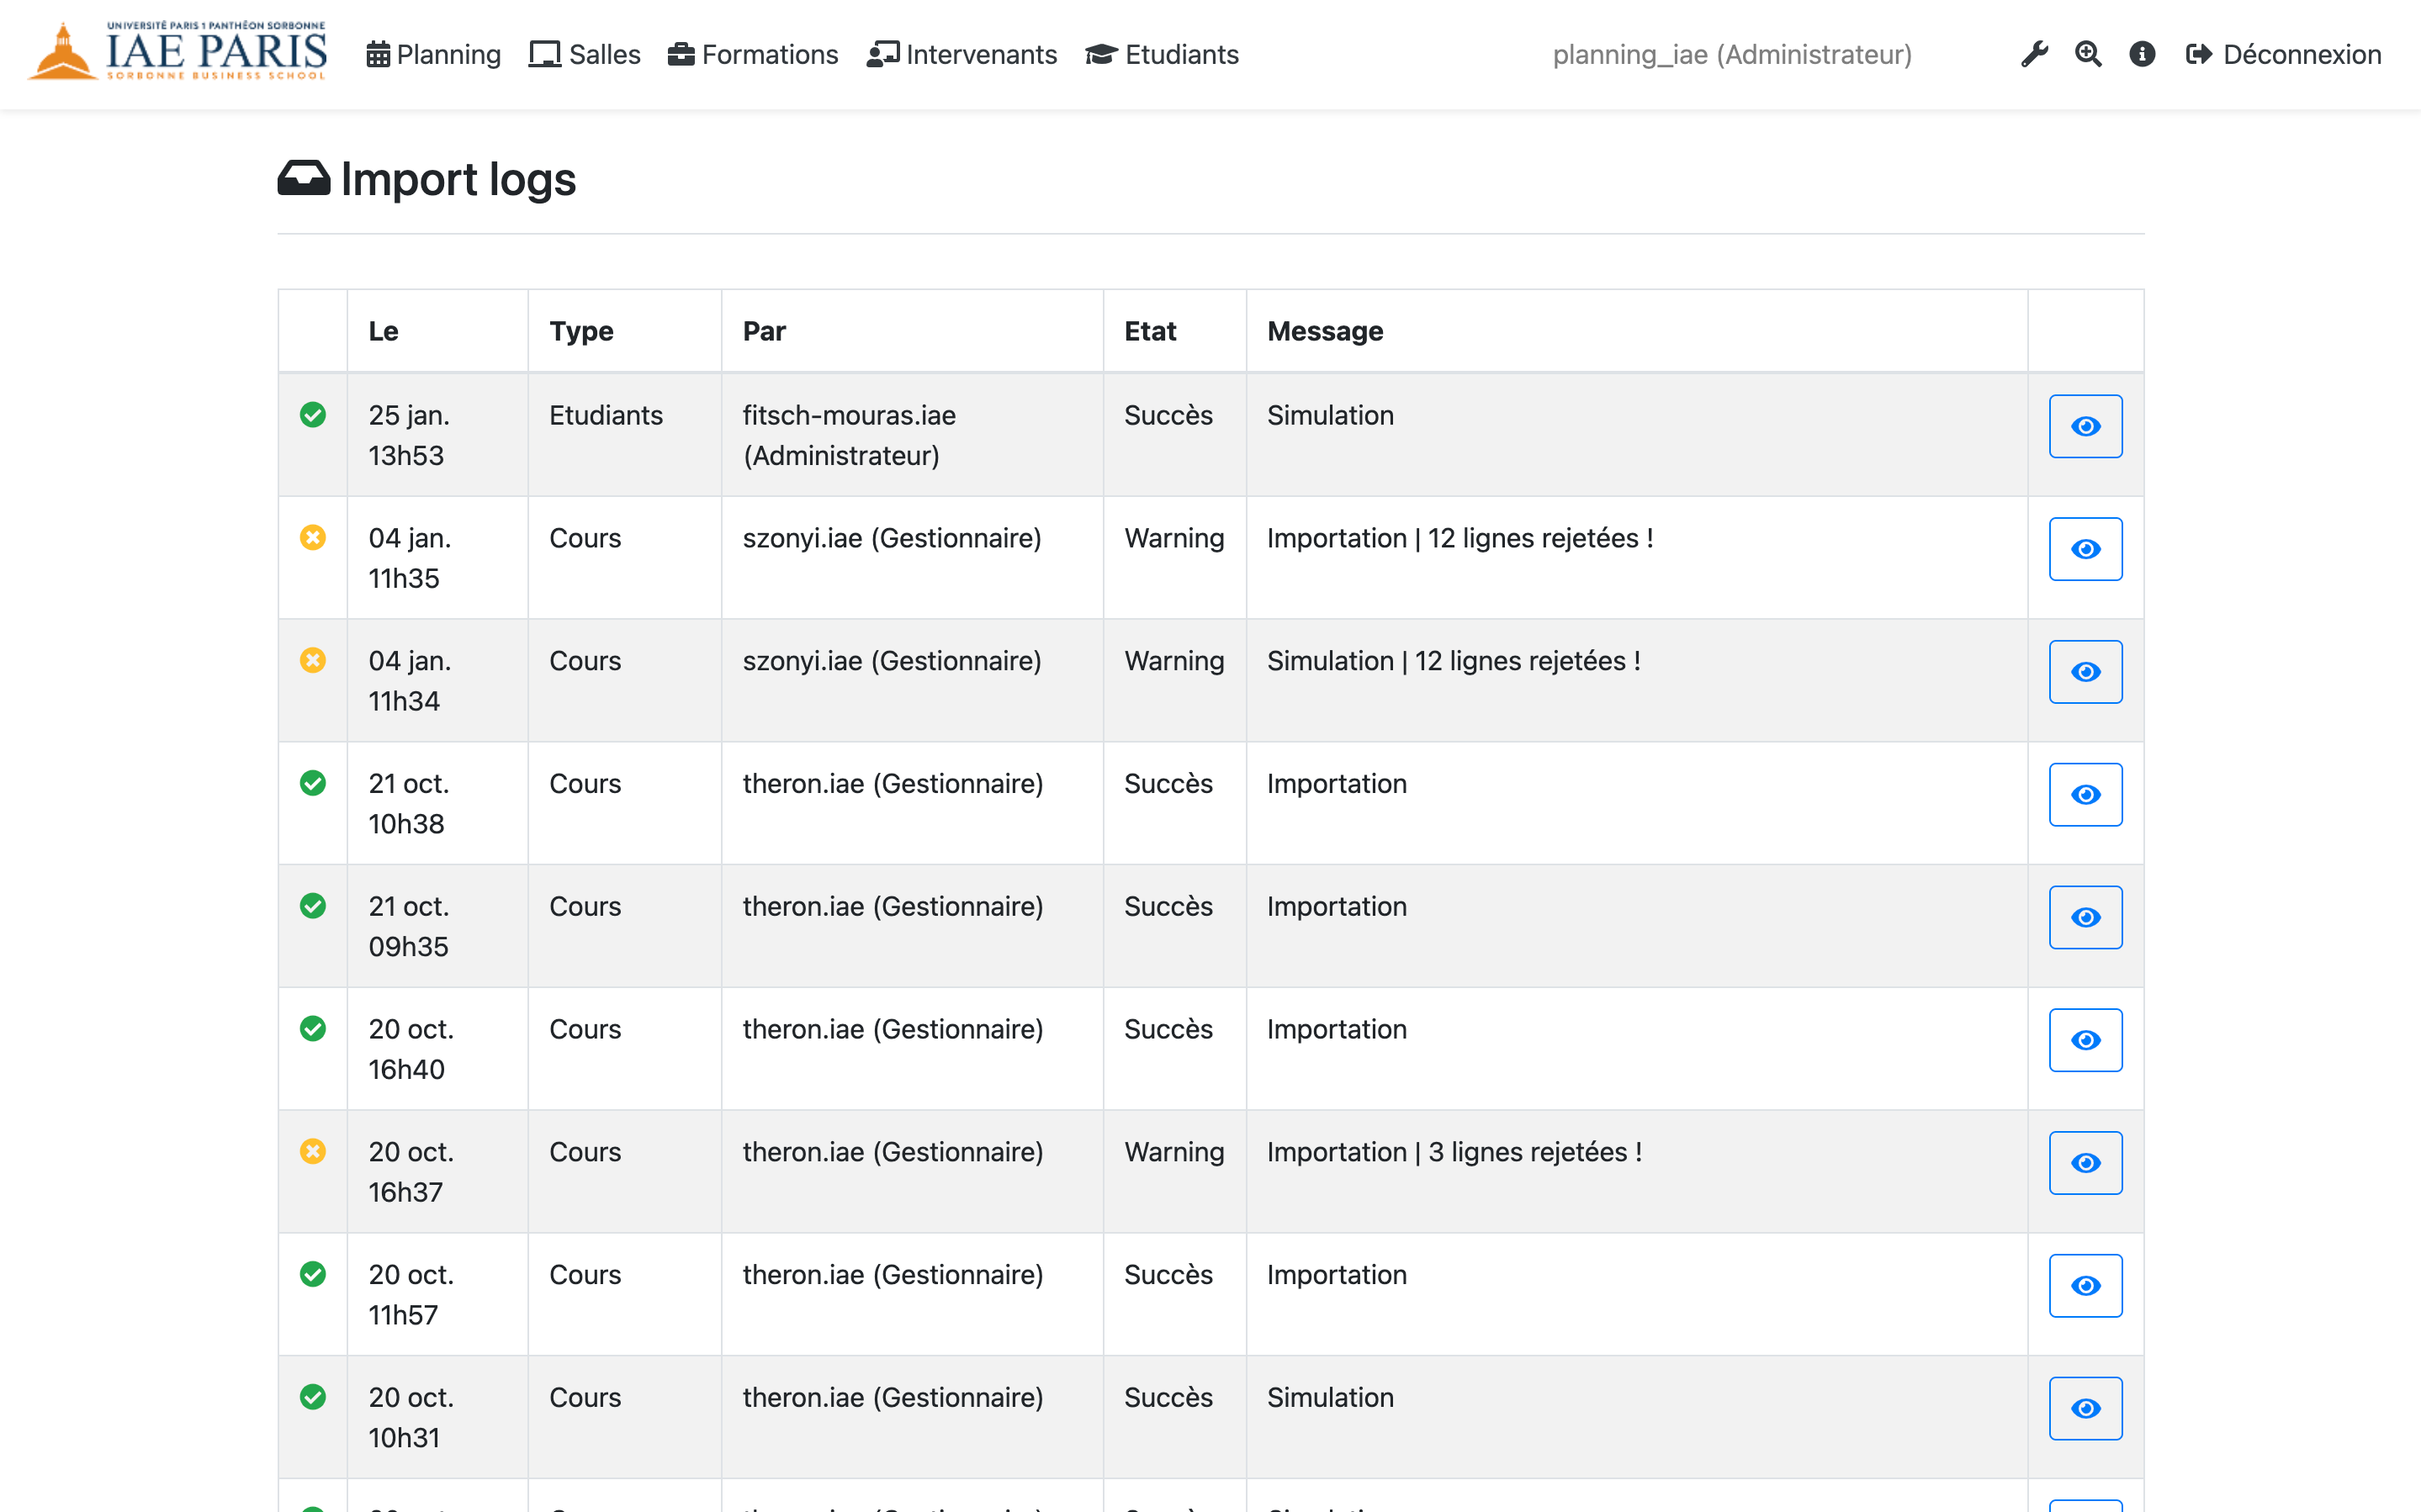 UNIVERSITÉ PARIS 1 PANTHÉON SORBONNE
IAE PARIS
SORBONNE BUSINESS SCHOOL
Planning Salles Formations Intervenants Etudiants planning_iae (Administrateur) Déconnexion
Import logs
Le Type Par Etat Message
25 jan. Etudiants fitsch-mouras.iae Succès Simulation
13h53 (Administrateur)
04 jan. Cours szonyi.iae (Gestionnaire) Warning Importation | 12 lignes rejetées !
11h35
04 jan. Cours szonyi.iae (Gestionnaire) Warning Simulation | 12 lignes rejetées !
11h34
21 oct. Cours theron.iae (Gestionnaire) Succès Importation
10h38
21 oct. Cours theron.iae (Gestionnaire) Succès Importation
09h35
20 oct. Cours theron.iae (Gestionnaire) Succès Importation
16h40
20 oct. Cours theron.iae (Gestionnaire) Warning Importation | 3 lignes rejetées !
16h37
20 oct. Cours theron.iae (Gestionnaire) Succès Importation
11h57
20 oct. Cours theron.iae (Gestionnaire) Succès Simulation
10h31